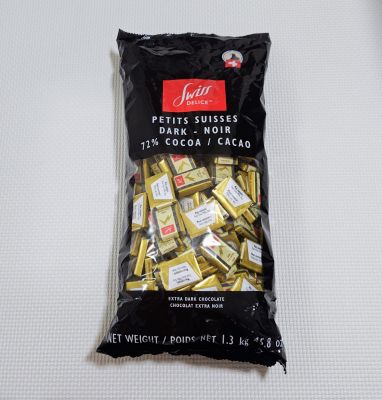 Swiss
DELICE™
PETITS SUISSES
DARK - NOIR
72% COCOA / CACAO
EXTRA DARK CHOCOLATE
CHOCOLAT EXTRA NOIR
NET WEIGHT / POIDS NET 1.3 kg 45.8 oz